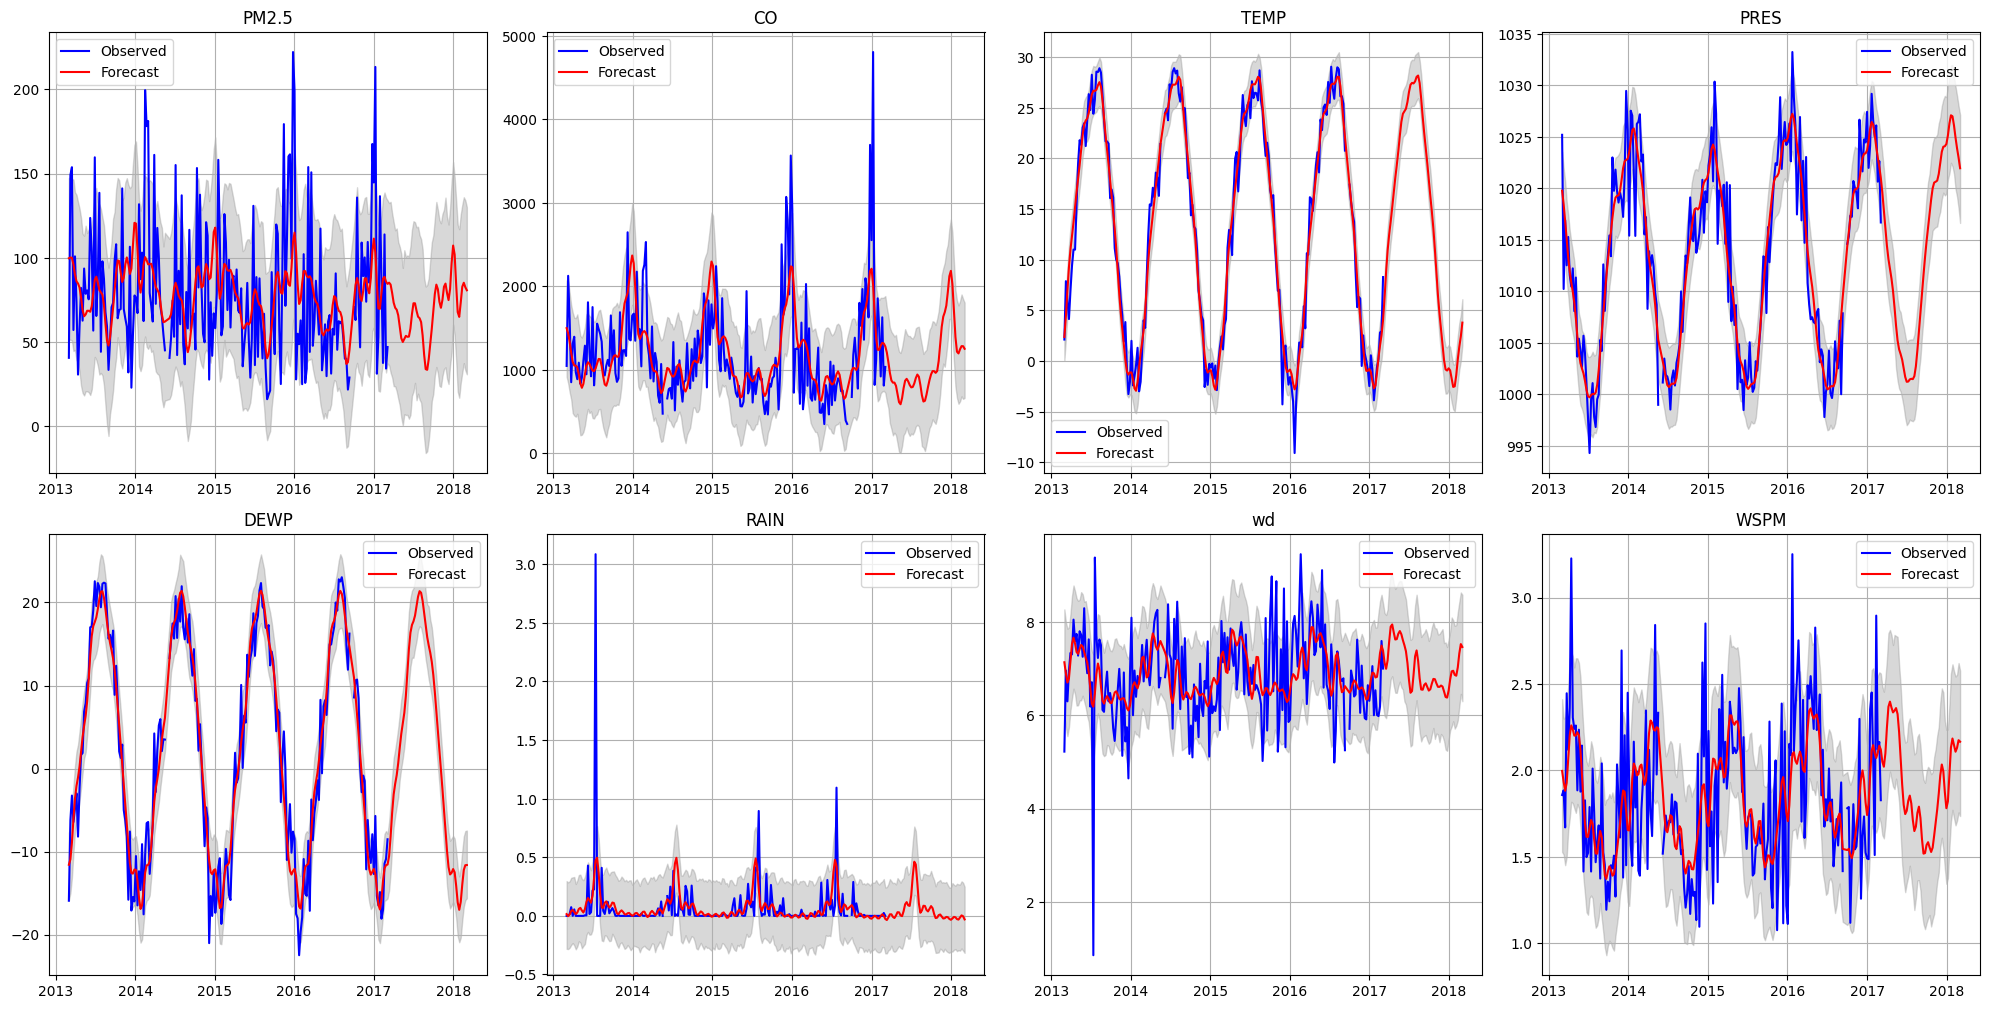 PM2.5
Observed
Forecast
200
150
100
50
0
2013 2014 2015 2016 2017 2018
CO
Observed
Forecast
5000
4000
3000
2000
1000
0
2013 2014 2015 2016 2017 2018
TEMP
30
25
20
15
10
5
0
−5
−10
Observed
Forecast
2013 2014 2015 2016 2017 2018
PRES
Observed
Forecast
1035
1030
1025
1020
1015
1010
1005
1000
995
2013 2014 2015 2016 2017 2018
DEWP
Observed
Forecast
20
10
0
−10
−20
2013 2014 2015 2016 2017 2018
RAIN
Observed
Forecast
3.0
2.5
2.0
1.5
1.0
0.5
0.0
−0.5
2013 2014 2015 2016 2017 2018
wd
Observed
Forecast
8
6
4
2
2013 2014 2015 2016 2017 2018
WSPM
Observed
Forecast
3.0
2.5
2.0
1.5
1.0
2013 2014 2015 2016 2017 2018